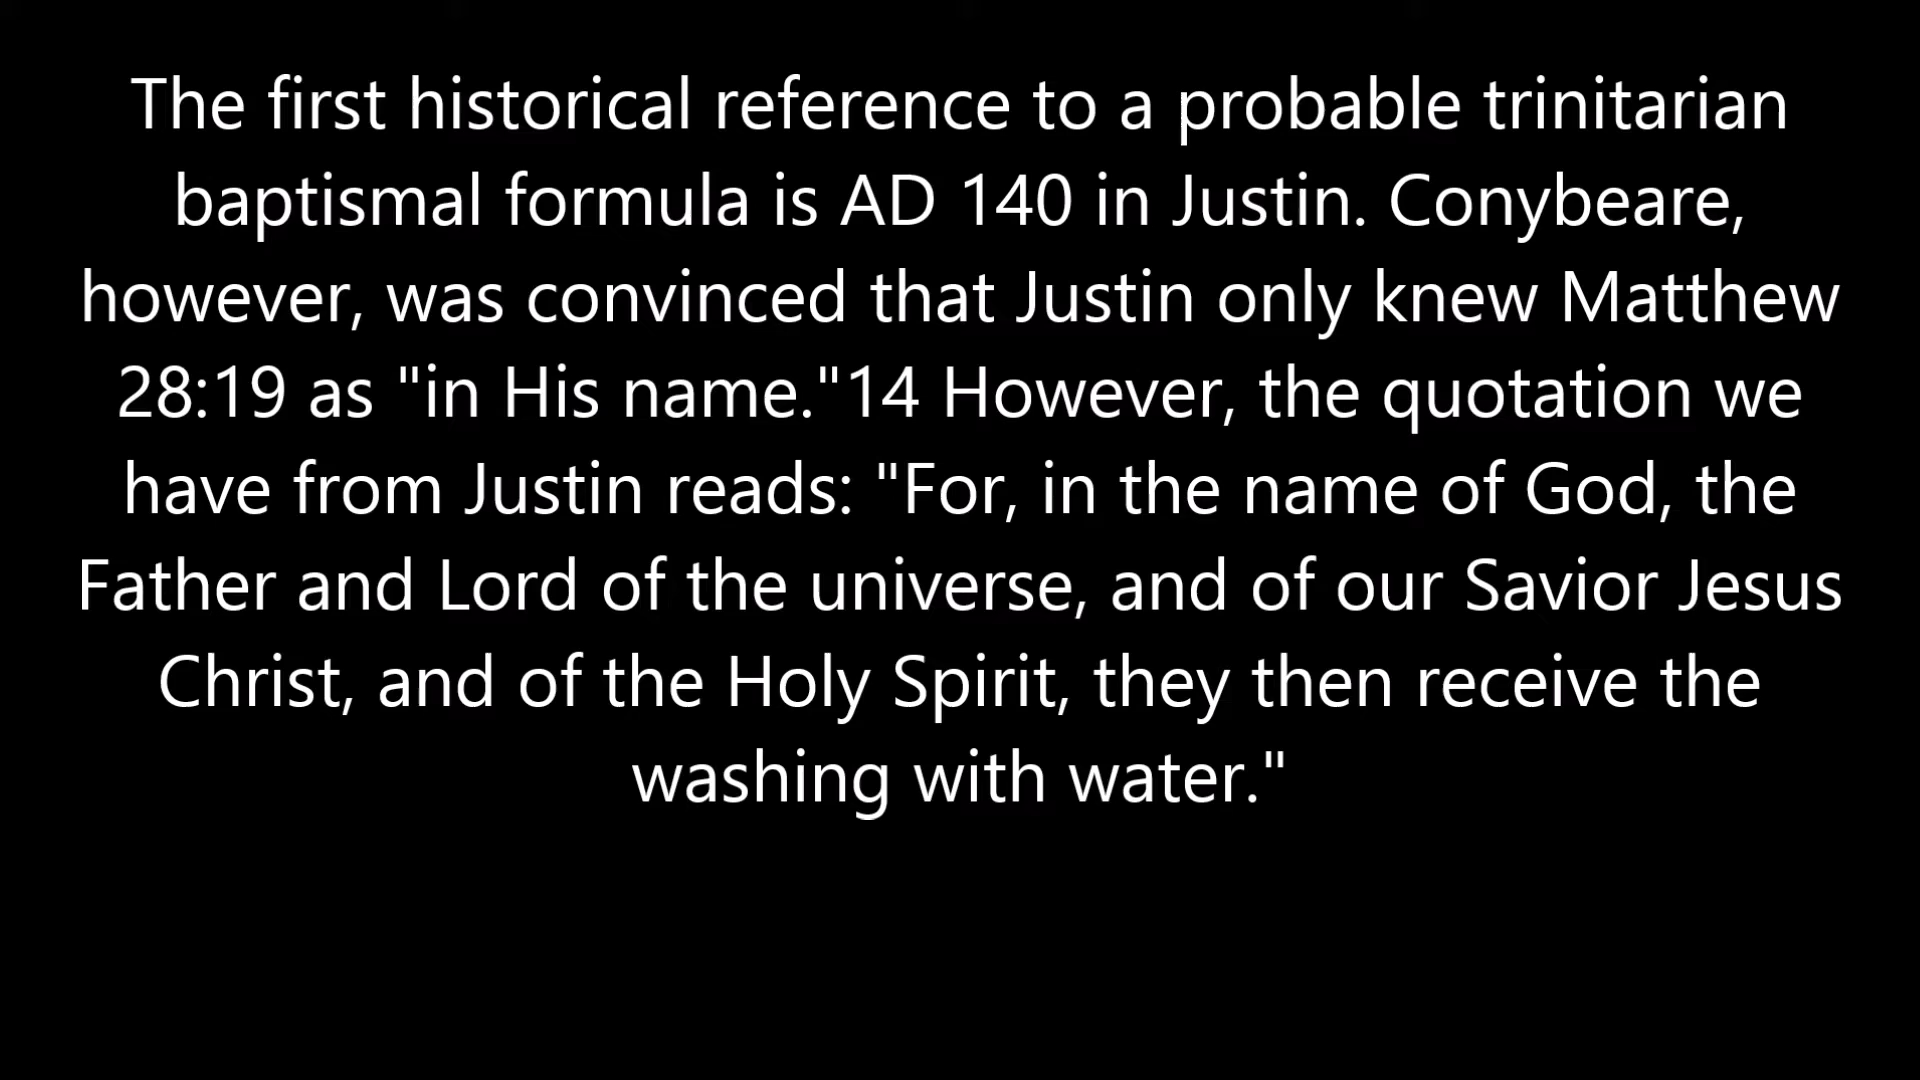 The first historical reference to a probable trinitarian
baptismal formula is AD 140 in Justin. Conybeare,
however, was convinced that Justin only knew Matthew
28:19 as "in His name."14 However, the quotation we
have from Justin reads: "For, in the name of God, the
Father and Lord of the universe, and of our Savior Jesus
Christ, and of the Holy Spirit, they then receive the
washing with water."